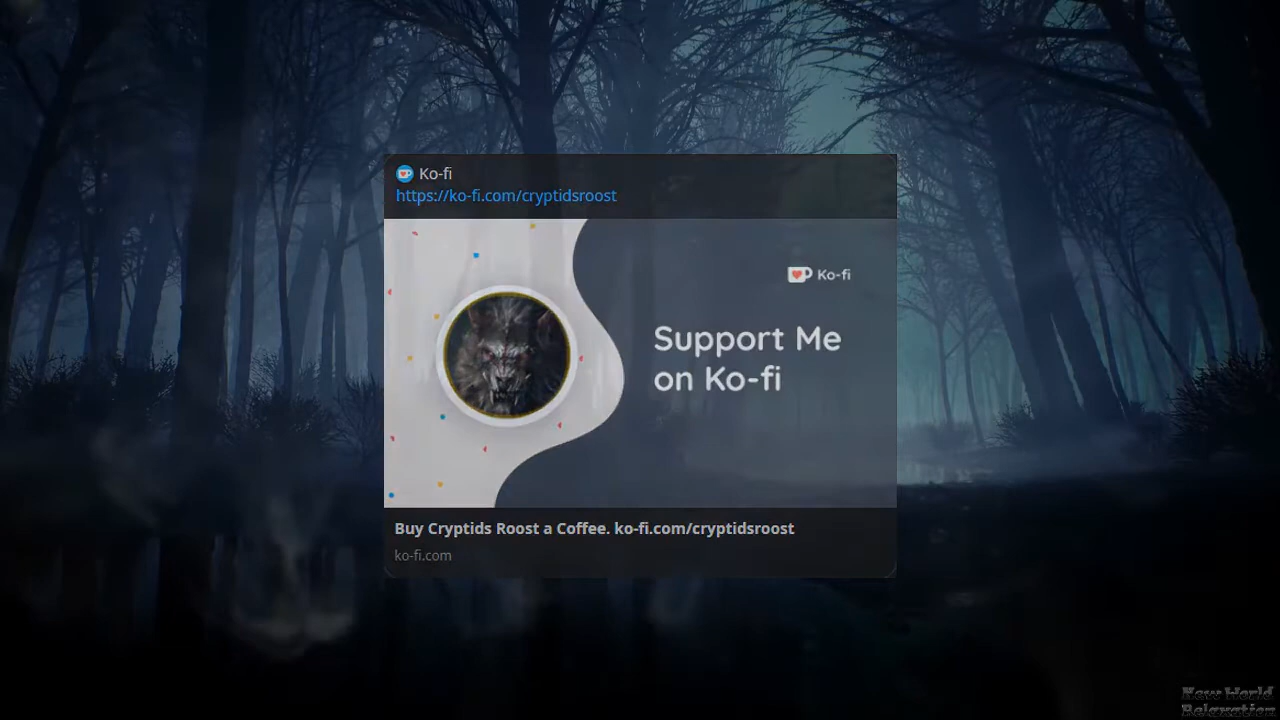 Ko-fi
https://ko-fi.com/cryptidsroost
Ko-fi
Support Me
on Ko-fi
Buy Cryptids Roost a Coffee. ko-fi.com/cryptidsroost
ko-fi.com
Relaxation